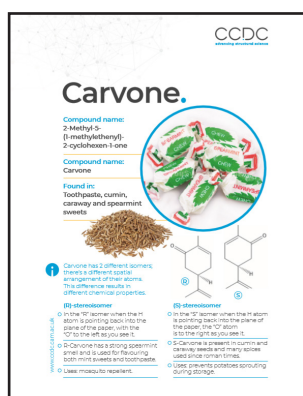 CCDC
advancing structural science
Carvone.
Compound name:
2-Methyl-5-
(1-methylethenyl)-
2-cyclohexen-1-one
Compound name:
Carvone
Found in:
Toothpaste, cumin,
caraway and spearmint
sweets
Carvone has 2 different isomers;
there's a different spatial
arrangement of their atoms.
This difference results in
different chemical properties.
(R)-stereoisomer
In the "R" isomer when the H
atom is pointing back into the
plane of the paper, with the
"O" to the left as you see it.
R-Carvone has a strong spearmint
smell and is used for flavouring
both mint sweets and toothpaste.
Uses: mosquito repellent.
O
H
R
O
H
S
(S)-stereoisomer
In the "S" isomer when the H atom
is pointing back into the plane of
the paper, the "O" atom
is to the right as you see it.
S-Carvone is present in cumin and
caraway seeds and many spices
used since roman times.
Uses: prevents potatoes sprouting
during storage.
www.ccdc.cam.ac.uk